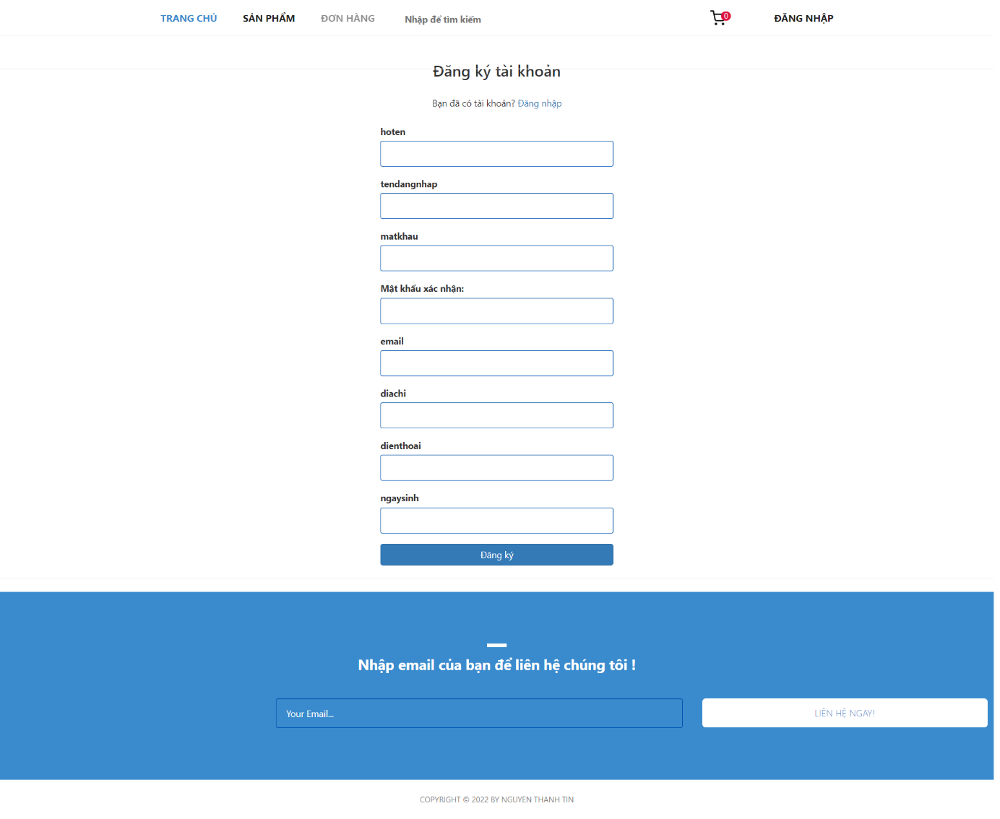 TRANG CHỦ SẢN PHẨM ĐƠN HÀNG Nhập để tìm kiếm 0 ĐĂNG NHẬP
Đăng ký tài khoản
Bạn đã có tài khoản? Đăng nhập
hoten
tendangnhap
matkhau
Mật khẩu xác nhận:
email
diachi
dienthoai
ngaysinh
Đăng ký
Nhập email của bạn để liên hệ chúng tôi !
Your Email... LIÊN HỆ NGAY!
COPYRIGHT © 2022 BY NGUYEN THANH TIN